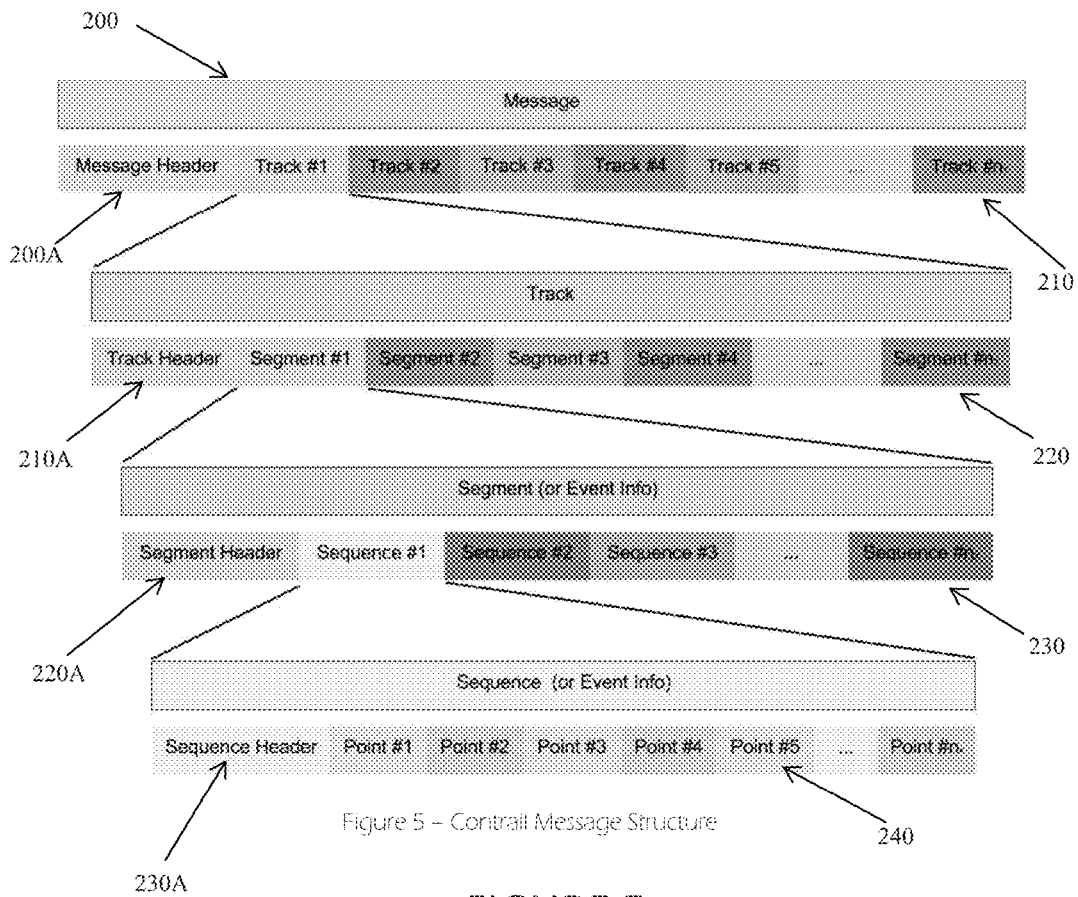 200
Message
Message Header Track #1 Track #2 Track #3 Track #4 Track #5 ... Track #n
200A
210
Track
Track Header Segment #1 Segment #2 Segment #3 Segment #4 ... Segment #n
210A
220
Segment (or Event Info)
Segment Header Sequence #1 Sequence #2 Sequence #3 ... Sequence #n
220A
230
Sequence (or Event Info)
Sequence Header Point #1 Point #2 Point #3 Point #4 Point #5 ... Point #n
Figure 5 – Contrail Message Structure
240
230A